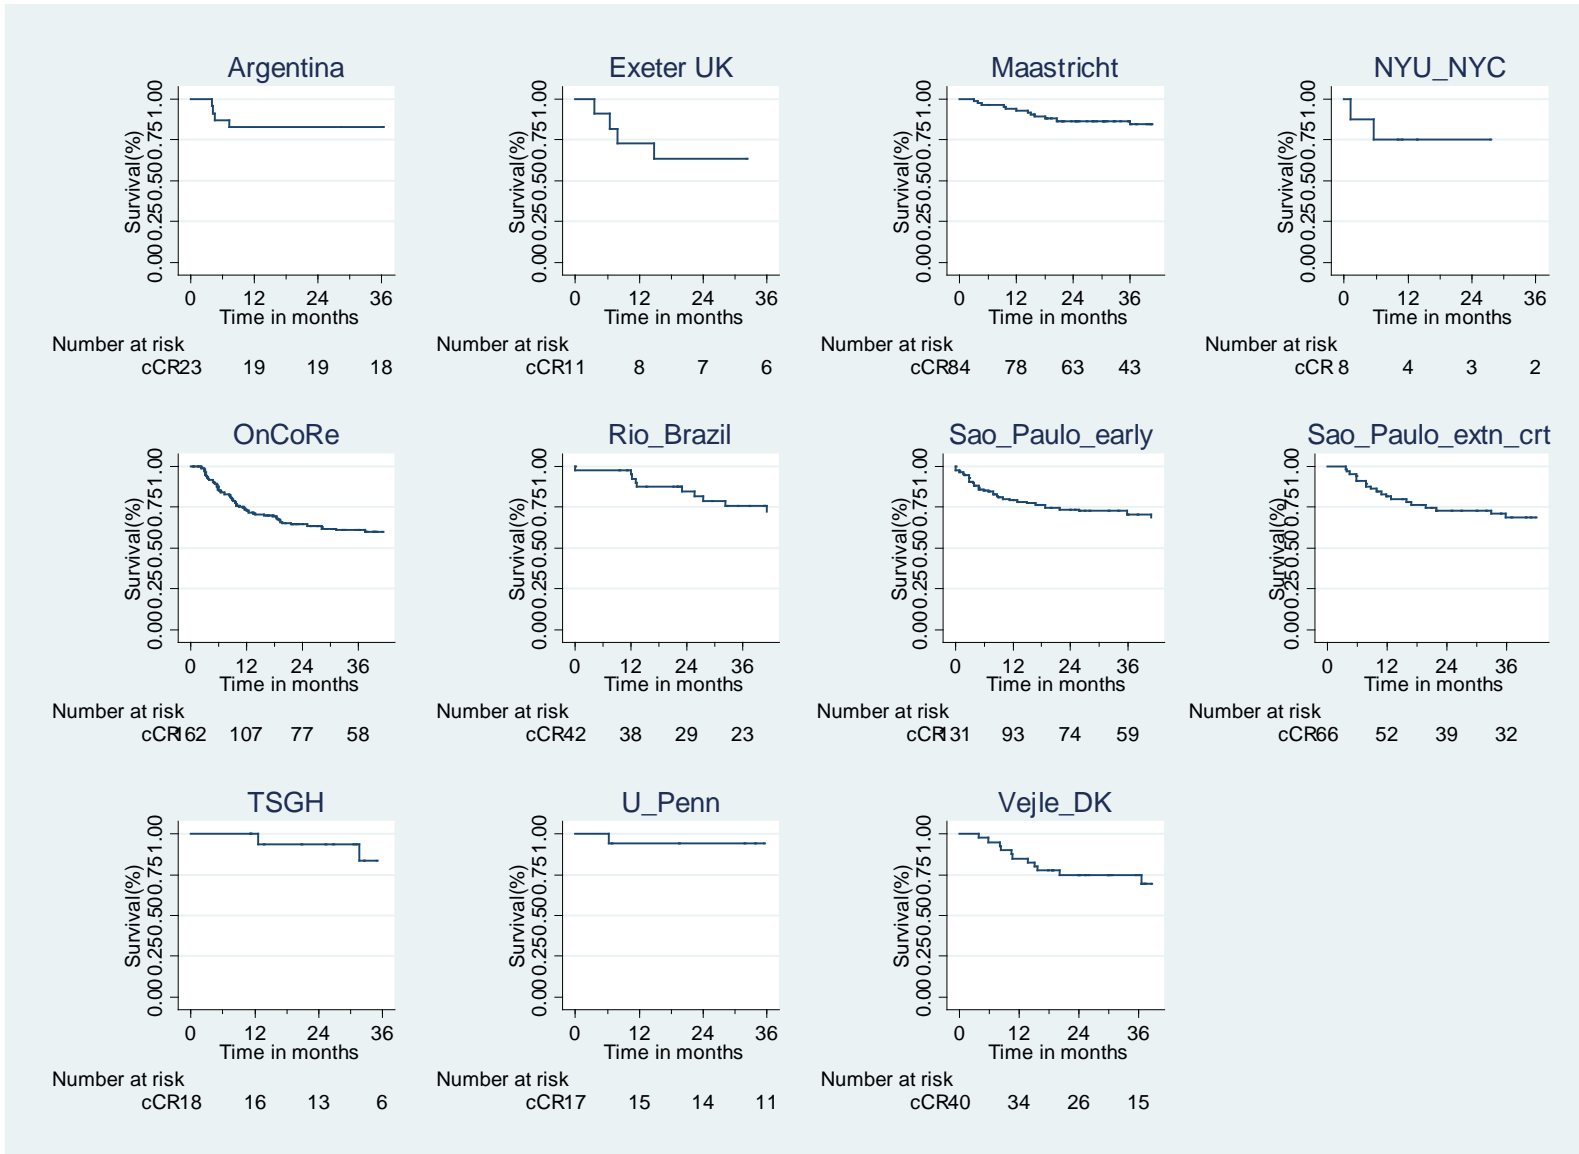 Argentina
Survival(%)
0.00 0.25 0.50 0.75 1.00
0 12 24 36
Time in months
Number at risk
cCR 23 19 19 18
Exeter UK
Survival(%)
0.00 0.25 0.50 0.75 1.00
0 12 24 36
Time in months
Number at risk
cCR 11 8 7 6
Maastricht
Survival(%)
0.00 0.25 0.50 0.75 1.00
0 12 24 36
Time in months
Number at risk
cCR 84 78 63 43
NYU_NYC
Survival(%)
0.00 0.25 0.50 0.75 1.00
0 12 24 36
Time in months
Number at risk
cCR 8 4 3 2
OnCoRe
Survival(%)
0.00 0.25 0.50 0.75 1.00
0 12 24 36
Time in months
Number at risk
cCR 162 107 77 58
Rio_Brazil
Survival(%)
0.00 0.25 0.50 0.75 1.00
0 12 24 36
Time in months
Number at risk
cCR 42 38 29 23
Sao_Paulo_early
Survival(%)
0.00 0.25 0.50 0.75 1.00
0 12 24 36
Time in months
Number at risk
cCR 131 93 74 59
Sao_Paulo_extn_crt
Survival(%)
0.00 0.25 0.50 0.75 1.00
0 12 24 36
Time in months
Number at risk
cCR 66 52 39 32
TSGH
Survival(%)
0.00 0.25 0.50 0.75 1.00
0 12 24 36
Time in months
Number at risk
cCR 18 16 13 6
U_Penn
Survival(%)
0.00 0.25 0.50 0.75 1.00
0 12 24 36
Time in months
Number at risk
cCR 17 15 14 11
Vejle_DK
Survival(%)
0.00 0.25 0.50 0.75 1.00
0 12 24 36
Time in months
Number at risk
cCR 40 34 26 15